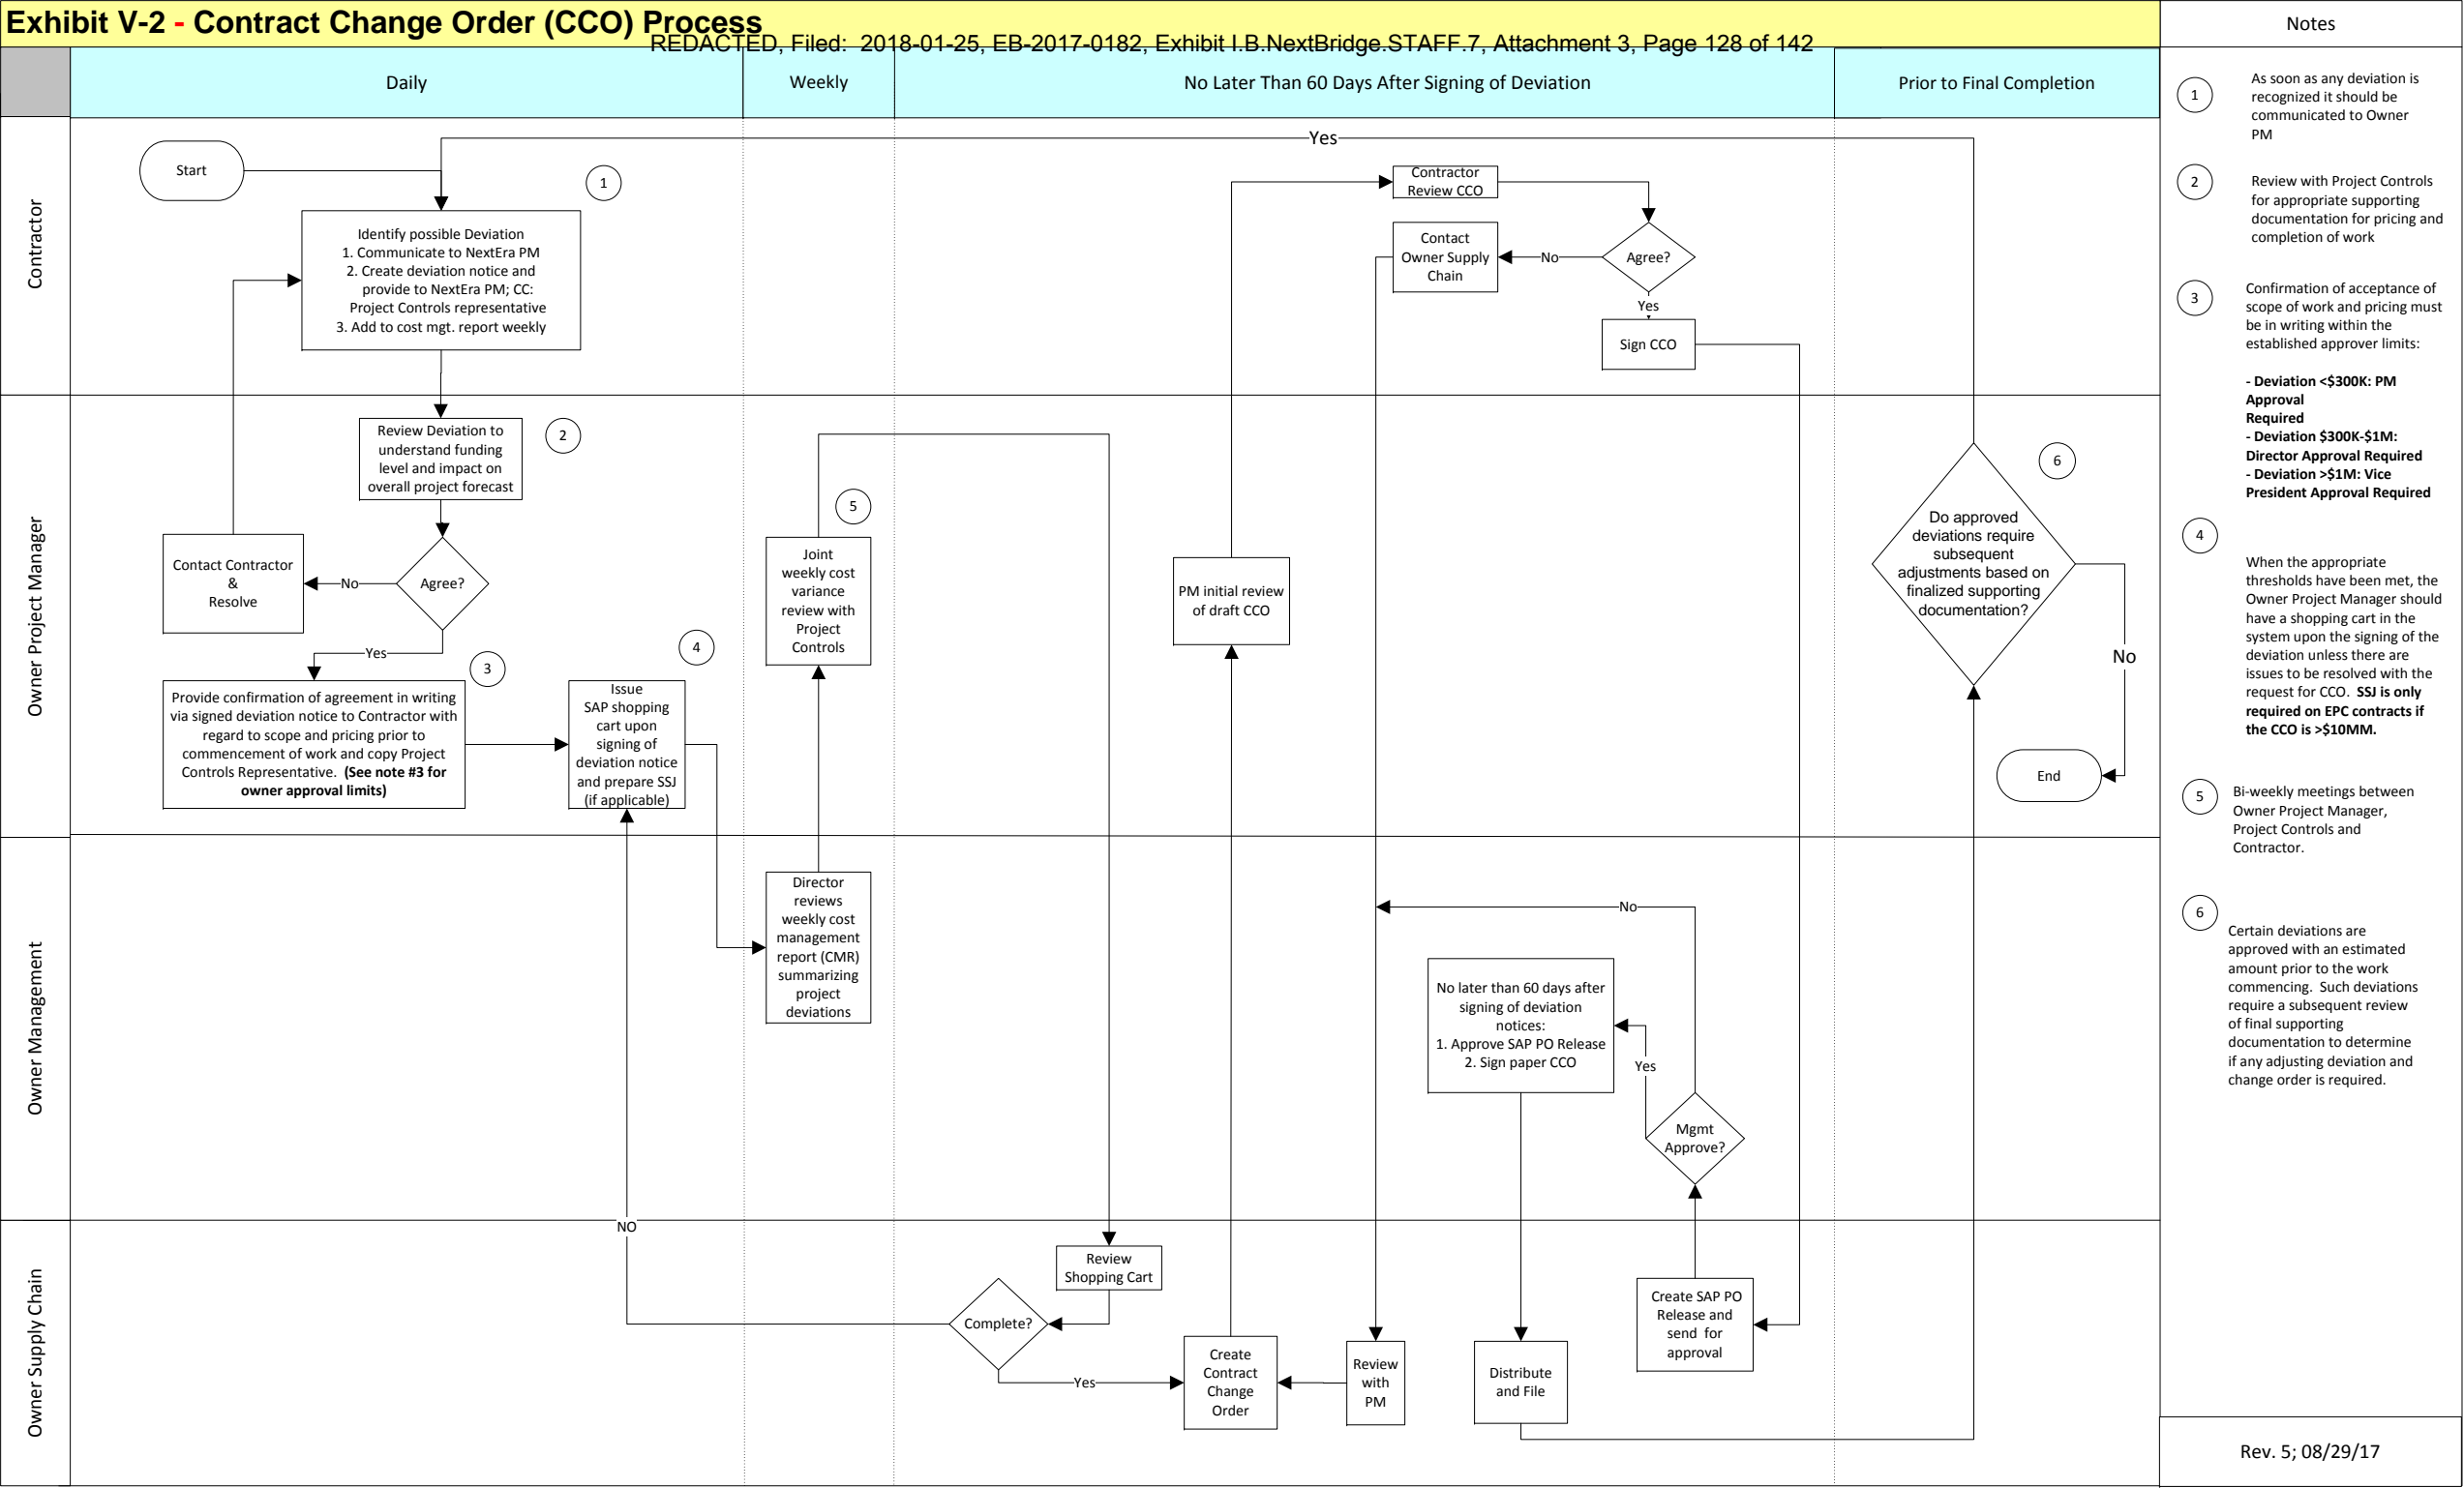 Exhibit V-2 - Contract Change Order (CCO) Process
REDACTED, Filed: 2018-01-25, EB-2017-0182, Exhibit I.B.NextBridge.STAFF.7, Attachment 3, Page 128 of 142
Notes
Daily
Weekly
No Later Than 60 Days After Signing of Deviation
Prior to Final Completion
Contractor
Start
1
Identify possible Deviation
1. Communicate to NextEra PM
2. Create deviation notice and
provide to NextEra PM; CC:
Project Controls representative
3. Add to cost mgt. report weekly
Yes
Contractor
Review CCO
Agree?
No
Contact
Owner Supply
Chain
Yes
Sign CCO
Owner Project Manager
Review Deviation to
understand funding
level and impact on
overall project forecast
2
Agree?
No
Contact Contractor
&
Resolve
Yes
3
Provide confirmation of agreement in writing
via signed deviation notice to Contractor with
regard to scope and pricing prior to
commencement of work and copy Project
Controls Representative. (See note #3 for
owner approval limits)
4
Issue
SAP shopping
cart upon
signing of
deviation notice
and prepare SSJ
(if applicable)
5
Joint
weekly cost
variance
review with
Project
Controls
PM initial review
of draft CCO
6
Do approved
deviations require
subsequent
adjustments based on
finalized supporting
documentation?
No
End
Owner Management
Director
reviews
weekly cost
management
report (CMR)
summarizing
project
deviations
No
No later than 60 days after
signing of deviation
notices:
1. Approve SAP PO Release
2. Sign paper CCO
Yes
Mgmt
Approve?
Owner Supply Chain
NO
Review
Shopping Cart
Complete?
Yes
Create
Contract
Change
Order
Review
with
PM
Distribute
and File
Create SAP PO
Release and
send for
approval
1
As soon as any deviation is
recognized it should be
communicated to Owner
PM
2
Review with Project Controls
for appropriate supporting
documentation for pricing and
completion of work
3
Confirmation of acceptance of
scope of work and pricing must
be in writing within the
established approver limits:
- Deviation <$300K: PM
Approval
Required
- Deviation $300K-$1M:
Director Approval Required
- Deviation >$1M: Vice
President Approval Required
4
When the appropriate
thresholds have been met, the
Owner Project Manager should
have a shopping cart in the
system upon the signing of the
deviation unless there are
issues to be resolved with the
request for CCO. SSJ is only
required on EPC contracts if
the CCO is >$10MM.
5
Bi-weekly meetings between
Owner Project Manager,
Project Controls and
Contractor.
6
Certain deviations are
approved with an estimated
amount prior to the work
commencing. Such deviations
require a subsequent review
of final supporting
documentation to determine
if any adjusting deviation and
change order is required.
Rev. 5; 08/29/17